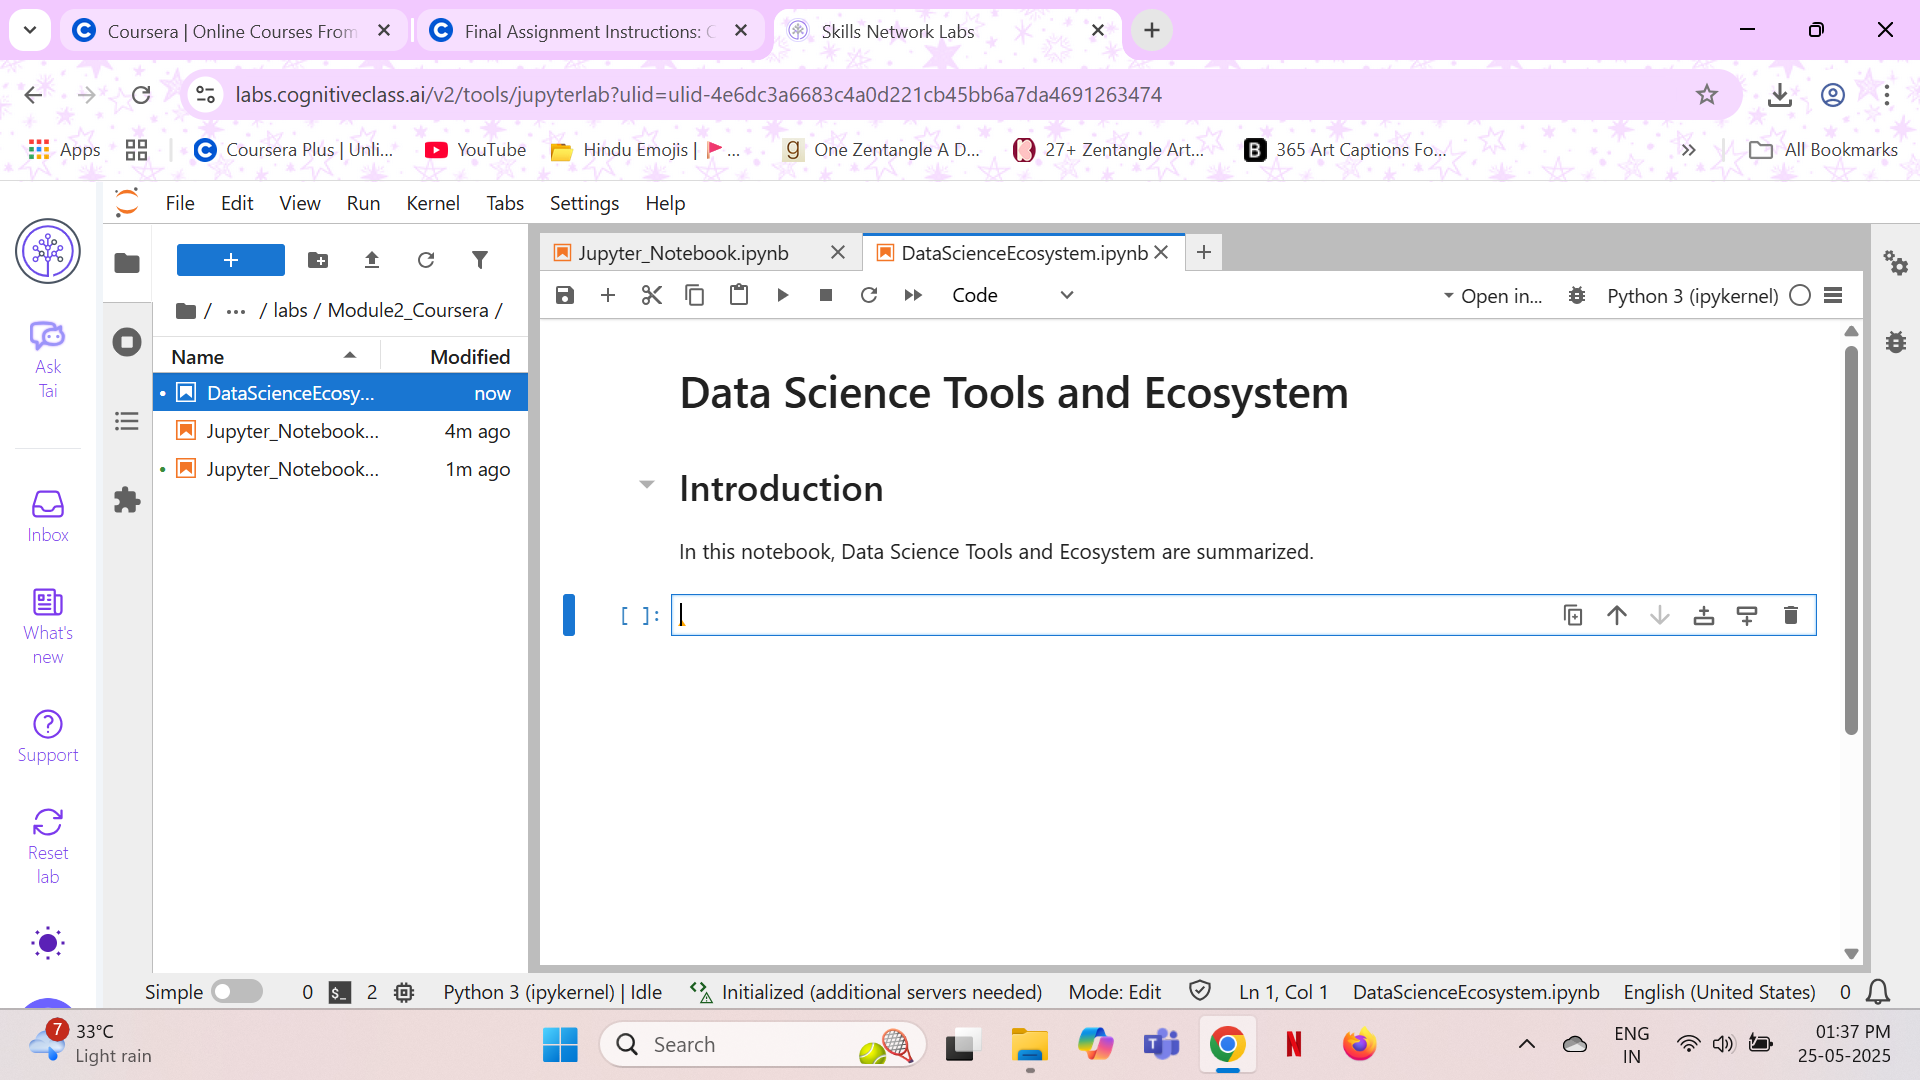 Coursera | Online Courses From
Final Assignment Instructions: C
Skills Network Labs
labs.cognitiveclass.ai/v2/tools/jupyterlab?ulid=ulid-4e6dc3a6683c4a0d221cb45bb6a7da4691263474
Apps
Coursera Plus | Unli...
YouTube
Hindu Emojis | 🚩 ...
g One Zentangle A D...
27+ Zentangle Art...
B 365 Art Captions Fo...
All Bookmarks
File Edit View Run Kernel Tabs Settings Help
Ask
Tai
Inbox
What's
new
Support
Reset
lab
/ ... / labs / Module2_Coursera /
Name Modified
DataScienceEcosy... now
Jupyter_Notebook... 4m ago
Jupyter_Notebook... 1m ago
Jupyter_Notebook.ipynb
DataScienceEcosystem.ipynb
Code
Open in...
Python 3 (ipykernel)
Data Science Tools and Ecosystem
Introduction
In this notebook, Data Science Tools and Ecosystem are summarized.
[ ]:
Simple 0 $_ 2 Python 3 (ipykernel) | Idle Initialized (additional servers needed) Mode: Edit Ln 1, Col 1 DataScienceEcosystem.ipynb English (United States) 0
7
33°C
Light rain
Search
N
ENG
IN
01:37 PM
25-05-2025